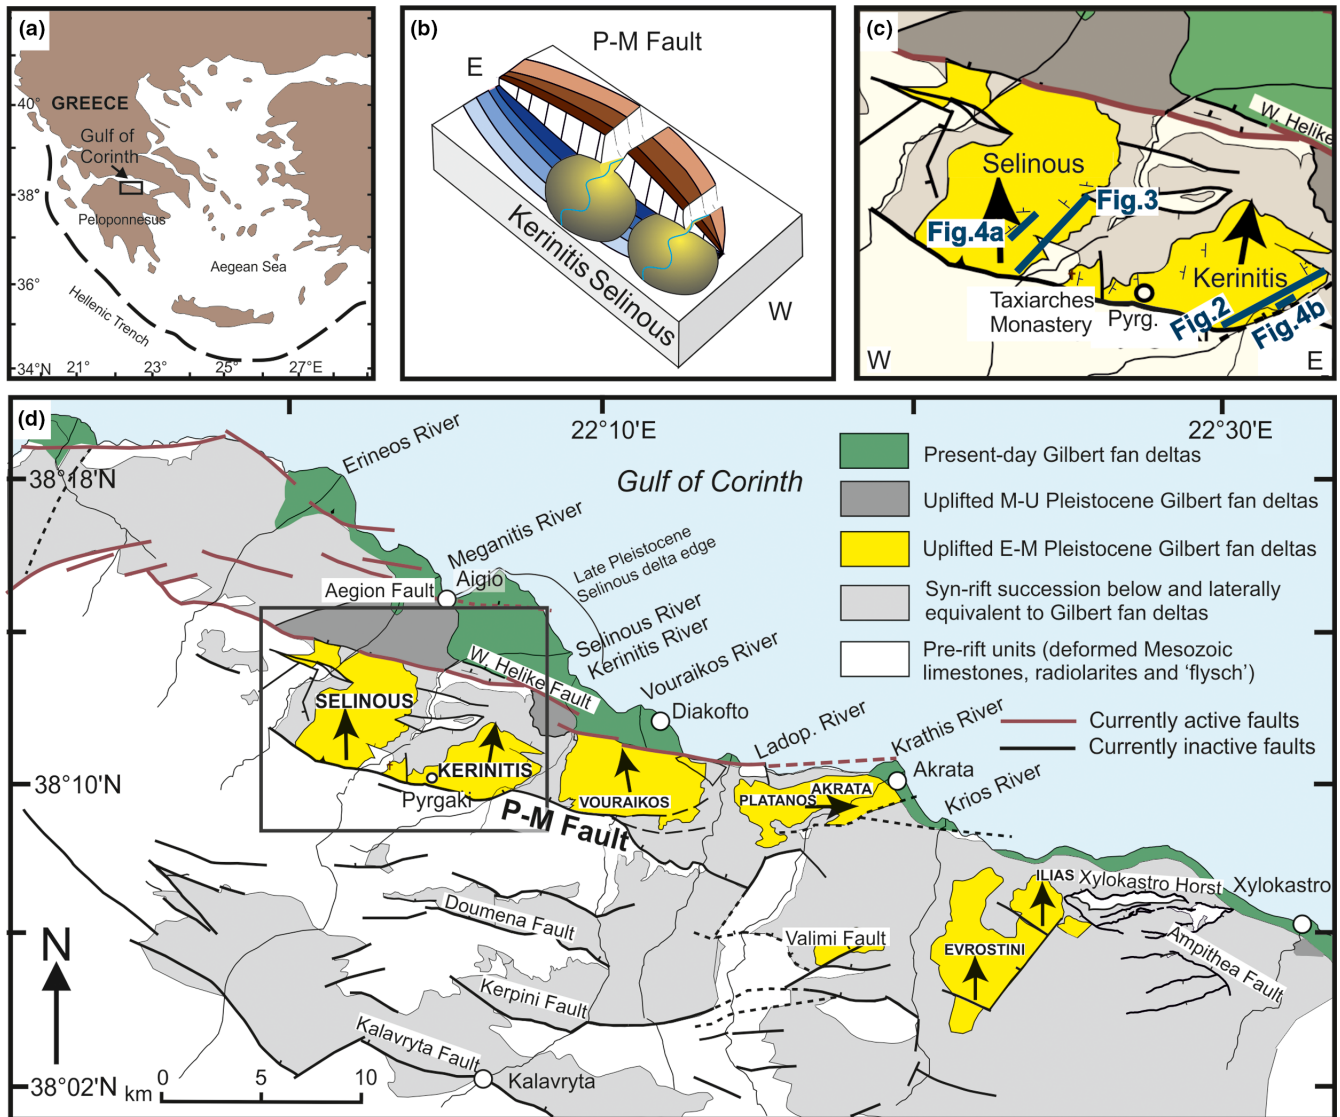 (a)
40°
GREECE
Gulf of
Corinth
38°
Peloponnesus
Aegean Sea
36°
Hellenic Trench
34°N
21°
23°
25°
27°E
(b)
P-M Fault
E
Kerinitis Selinous
W
(c)
W. Helike
Selinous
Fig.3
Fig.4a
Kerinitis
Taxiarches
Monastery
Pyrg.
Fig.2
Fig.4b
W
E
(d)
22°10'E
22°30'E
38°18'N
38°10'N
38°02'N
Erineos River
Gulf of Corinth
Meganitis River
Late Pleistocene
Selinous delta edge
Aegion Fault
Aigio
Selinous River
Kerinitis River
Vouraikos River
W. Helike Fault
Diakofto
SELINOUS
KERINITIS
Pyrgaki
P-M Fault
VOURAIKOS
Ladop. River
Krathis River
PLATANOS
AKRATA
Akrata
Krios River
ILIAS
Xylokastro Horst
Xylokastro
EVROSTINI
Ampithea Fault
Valimi Fault
Doumena Fault
Kerpini Fault
Kalavryta Fault
Kalavryta
N
km
0
5
10
Present-day Gilbert fan deltas
Uplifted M-U Pleistocene Gilbert fan deltas
Uplifted E-M Pleistocene Gilbert fan deltas
Syn-rift succession below and laterally
equivalent to Gilbert fan deltas
Pre-rift units (deformed Mesozoic
limestones, radiolarites and ‘flysch’)
Currently active faults
Currently inactive faults